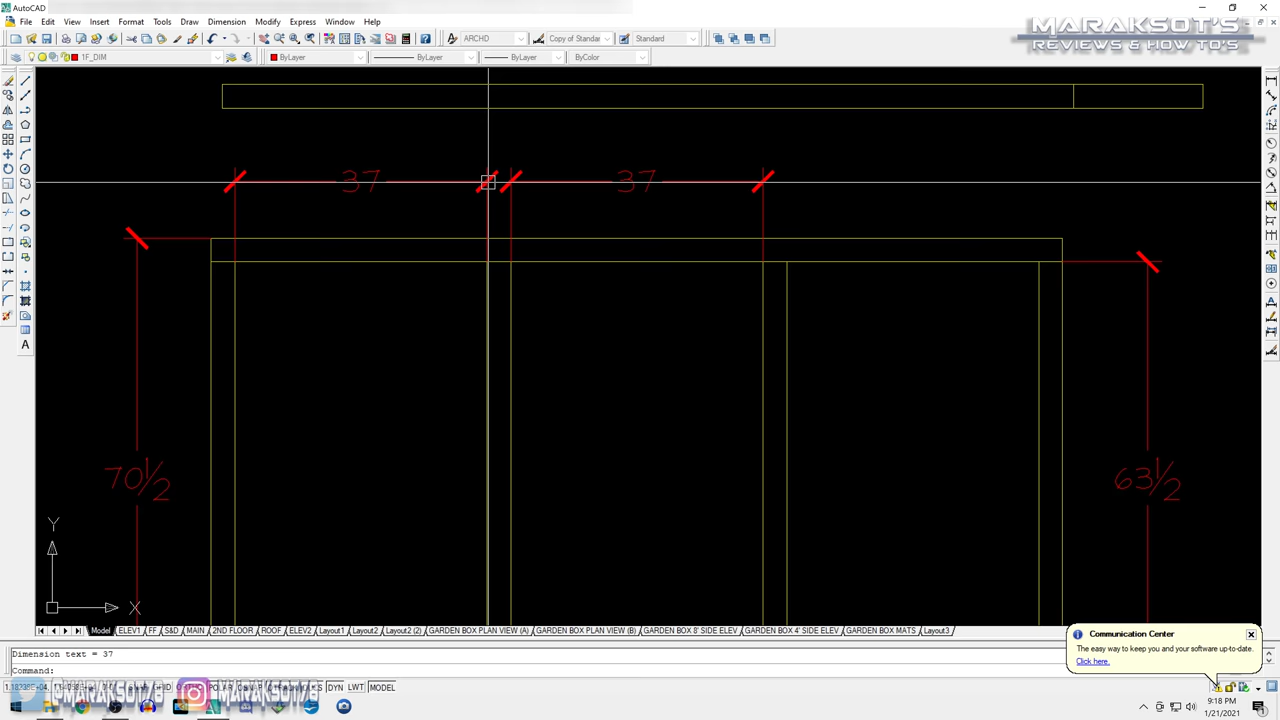 AutoCAD
MARAKSOT'S
REVIEWS & HOW TO'S
File Edit View Insert Format Tools Draw Dimension Modify Express Window Help
ARCHD Copy of Standar Standard
1F_DIM ByLayer ByLayer ByLayer ByColor
37 37
70½ 63½
Y
X
Model ELEV1 FF S&D MAIN 2ND FLOOR ROOF ELEV2 Layout1 Layout2 Layout2 (2) GARDEN BOX PLAN VIEW (A) GARDEN BOX PLAN VIEW (B) GARDEN BOX 8' SIDE ELEV GARDEN BOX 4' SIDE ELEV GARDEN BOX MATS Layout3
Communication Center
The easy way to keep you and your software up-to-date.
Click here.
Dimension text = 37
Command:
DYN LWT MODEL
@MARAKSOT78 MARAKSOT78
9:18 PM
1/21/2021